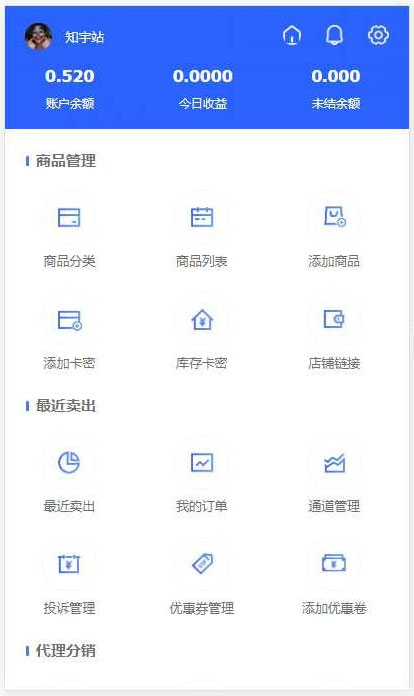 知宇站
0.520 0.0000 0.000
账户余额 今日收益 未结余额
商品管理
商品分类 商品列表 添加商品
添加卡密 库存卡密 店铺链接
最近卖出
最近卖出 我的订单 通道管理
投诉管理 优惠券管理 添加优惠卷
代理分销